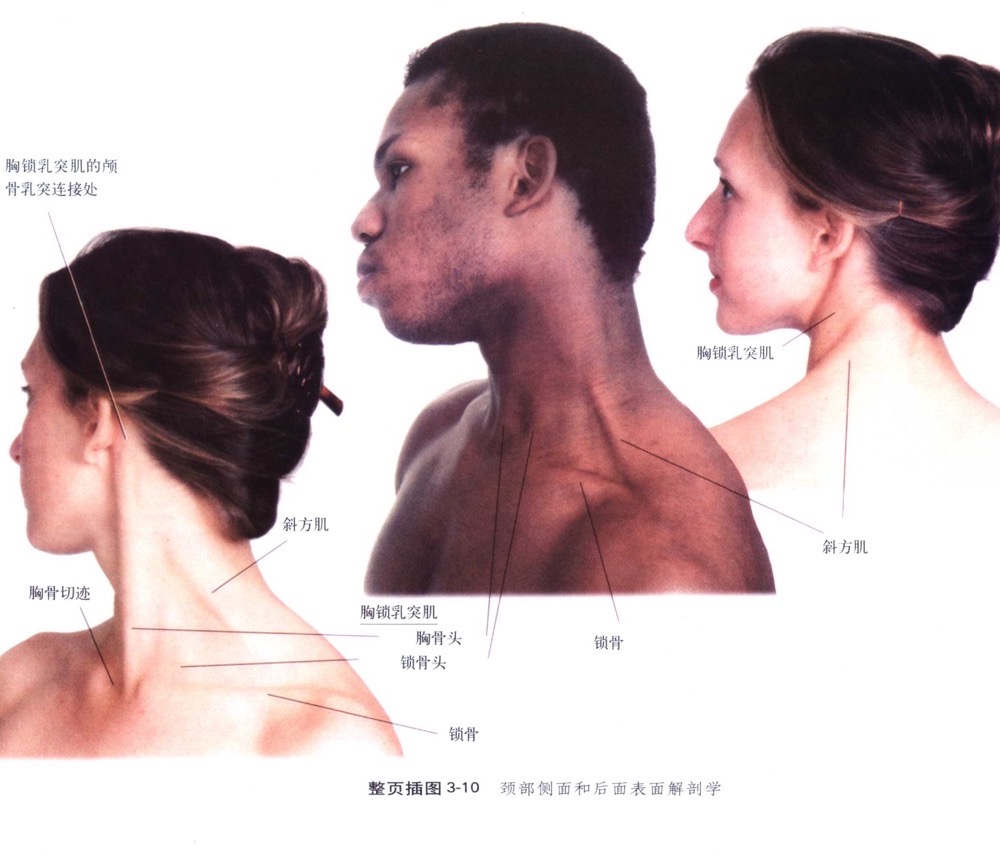 胸锁乳突肌的颅
骨乳突连接处
胸锁乳突肌
斜方肌
斜方肌
胸骨切迹
胸锁乳突肌
胸骨头
锁骨头
锁骨
锁骨
整页插图 3-10 颈部侧面和后面表面解剖学